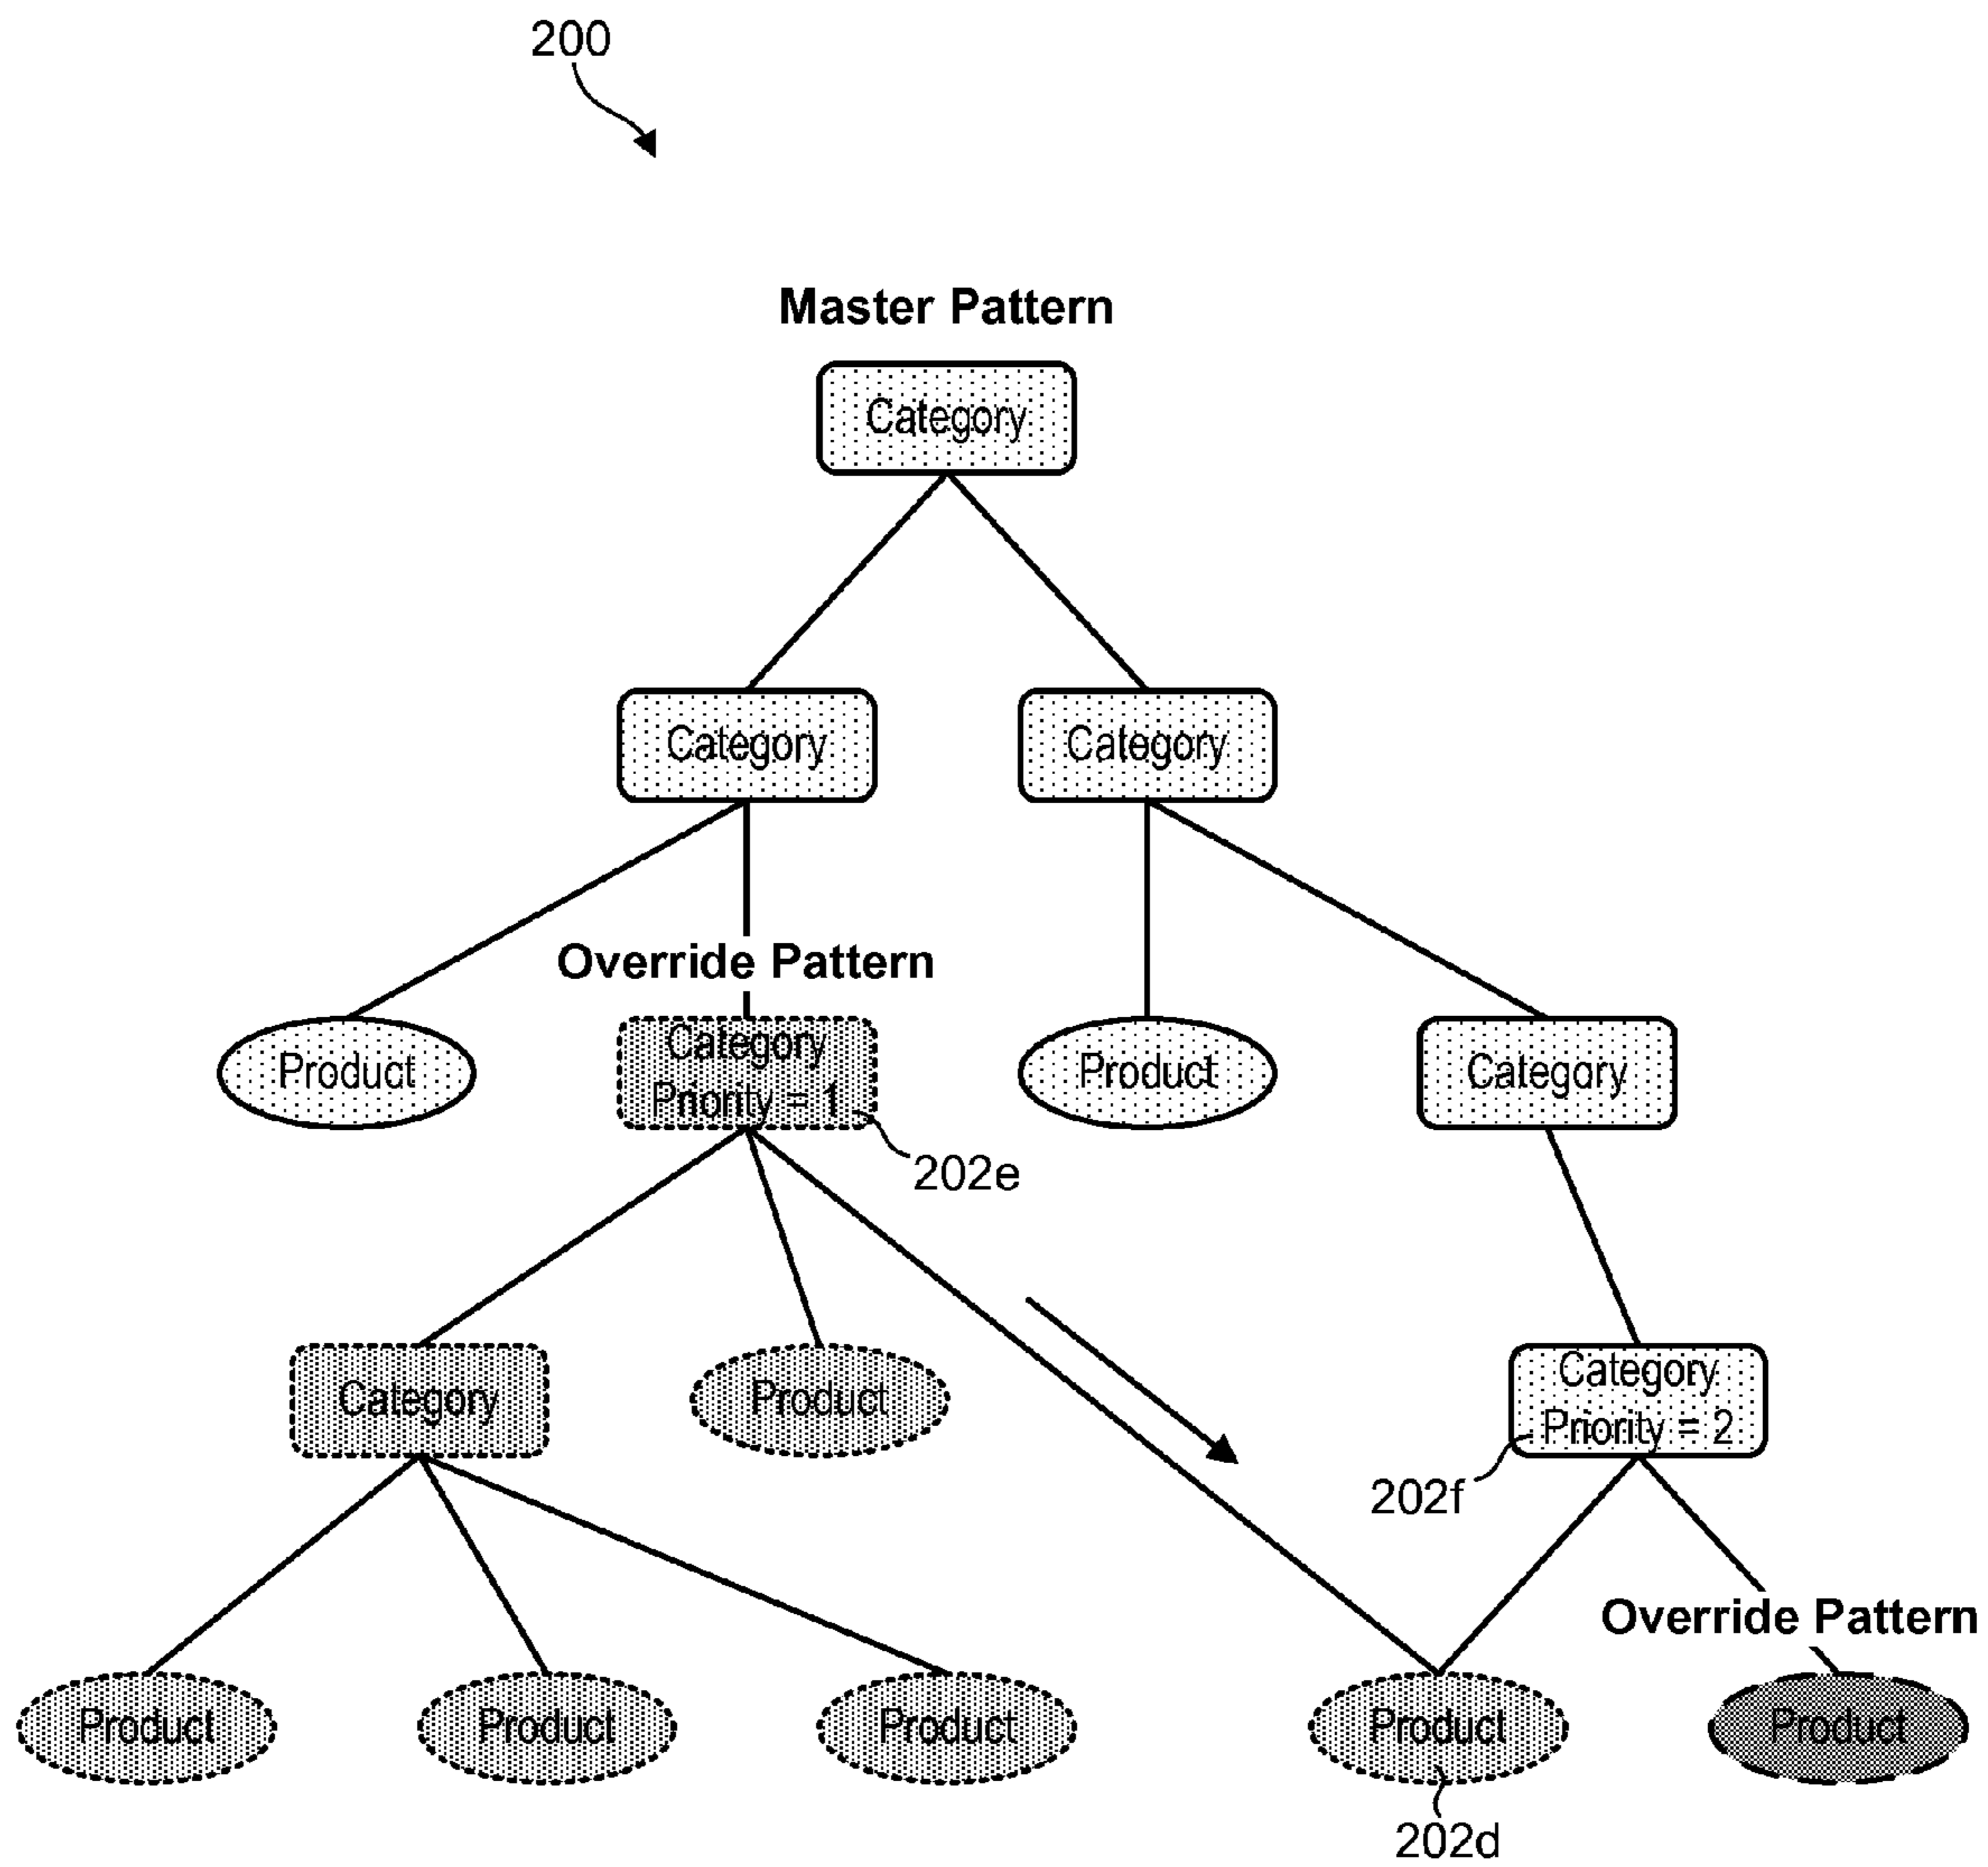 200
Master Pattern
Category
Category
Category
Override Pattern
Product
Category
Priority = 1
Product
Category
202e
Category
Product
Category
Priority = 2
202f
Override Pattern
Product
Product
Product
Product
Product
202d